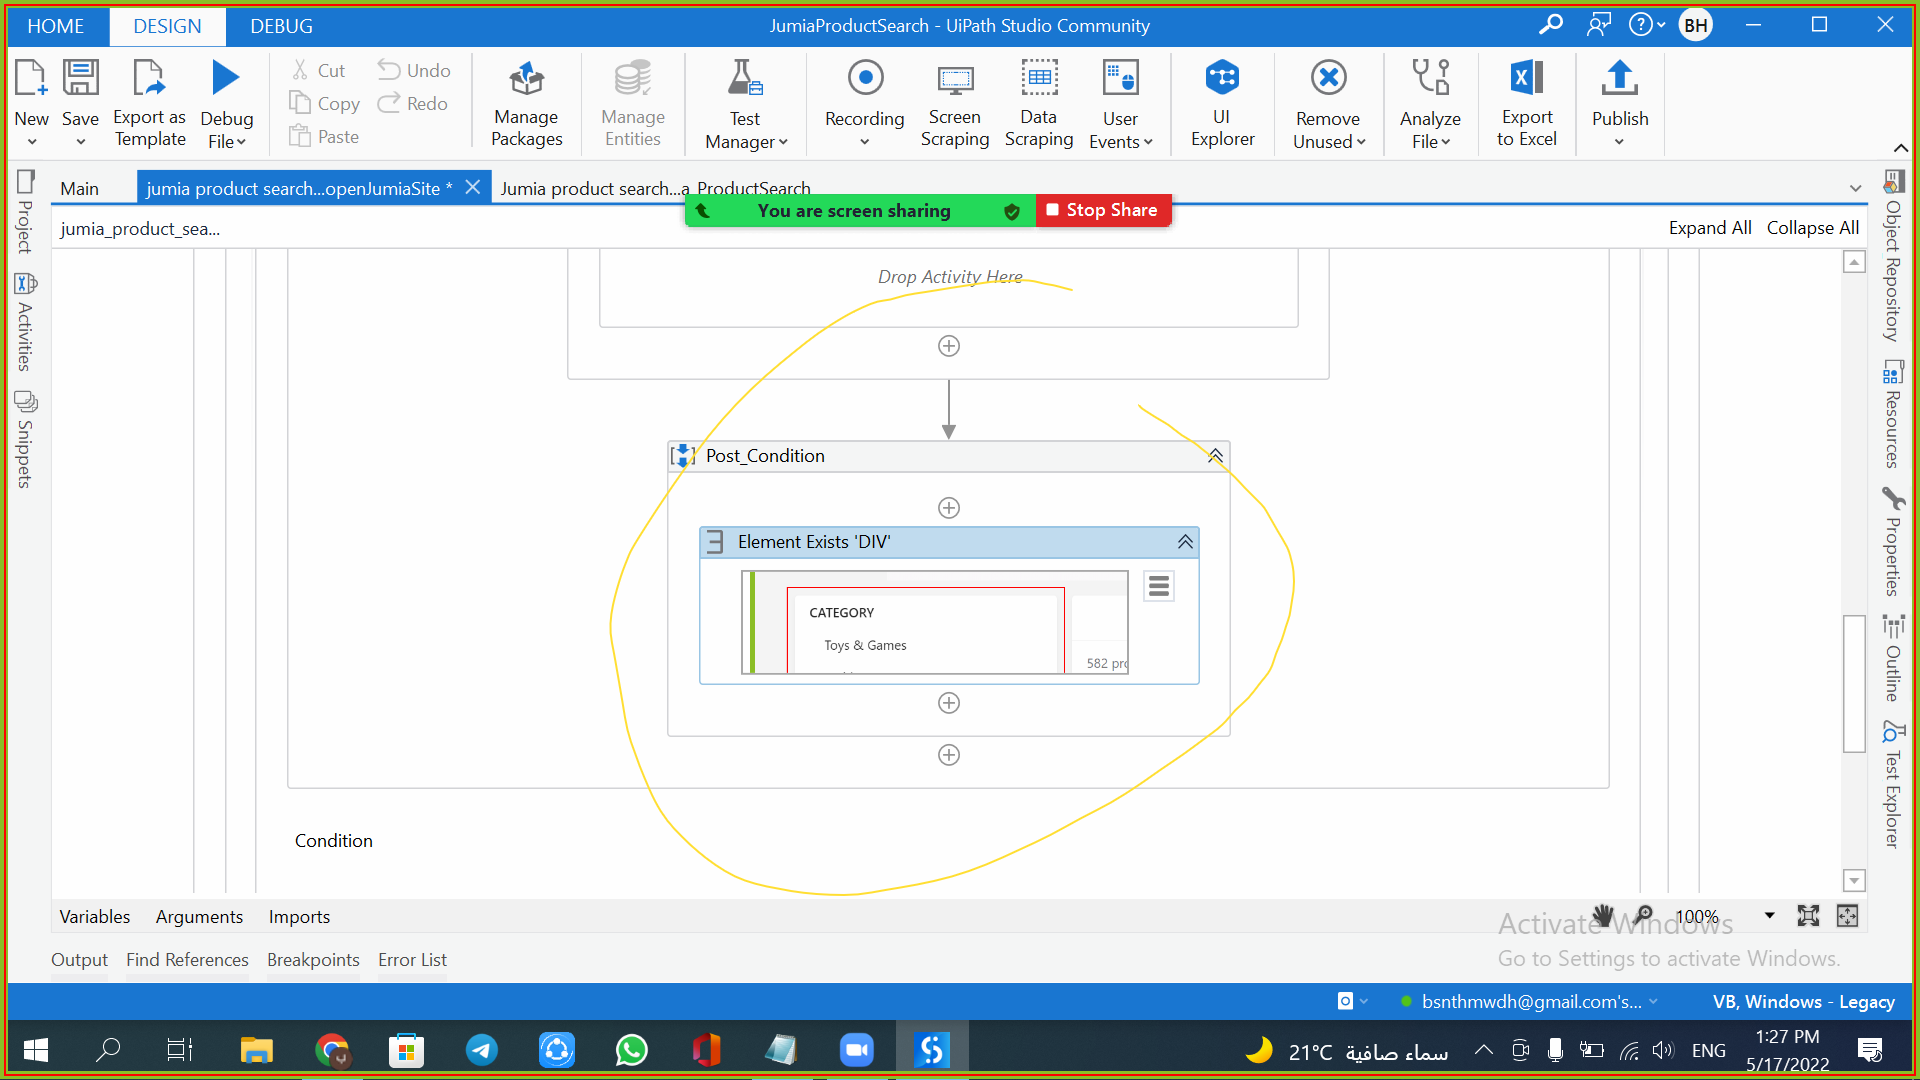 HOME
DESIGN
DEBUG
JumiaProductSearch - UiPath Studio Community
BH
New
Save
Export as Template
Debug File
Cut
Copy
Paste
Undo
Redo
Manage Packages
Manage Entities
Test Manager
Recording
Screen Scraping
Data Scraping
User Events
UI Explorer
Remove Unused
Analyze File
Export to Excel
Publish
Main
jumia product search...openJumiaSite *
Jumia product search...a_ProductSearch
You are screen sharing
Stop Share
jumia_product_sea...
Expand All
Collapse All
Project
Activities
Snippets
Object Repository
Resources
Properties
Outline
Test Explorer
Drop Activity Here
Post_Condition
Element Exists 'DIV'
CATEGORY
Toys & Games
582 pro
Condition
Variables
Arguments
Imports
100%
Activate Windows
Go to Settings to activate Windows.
Output
Find References
Breakpoints
Error List
bsnthmwdh@gmail.com's...
VB, Windows - Legacy
21°C سماء صافية
ENG
1:27 PM
5/17/2022